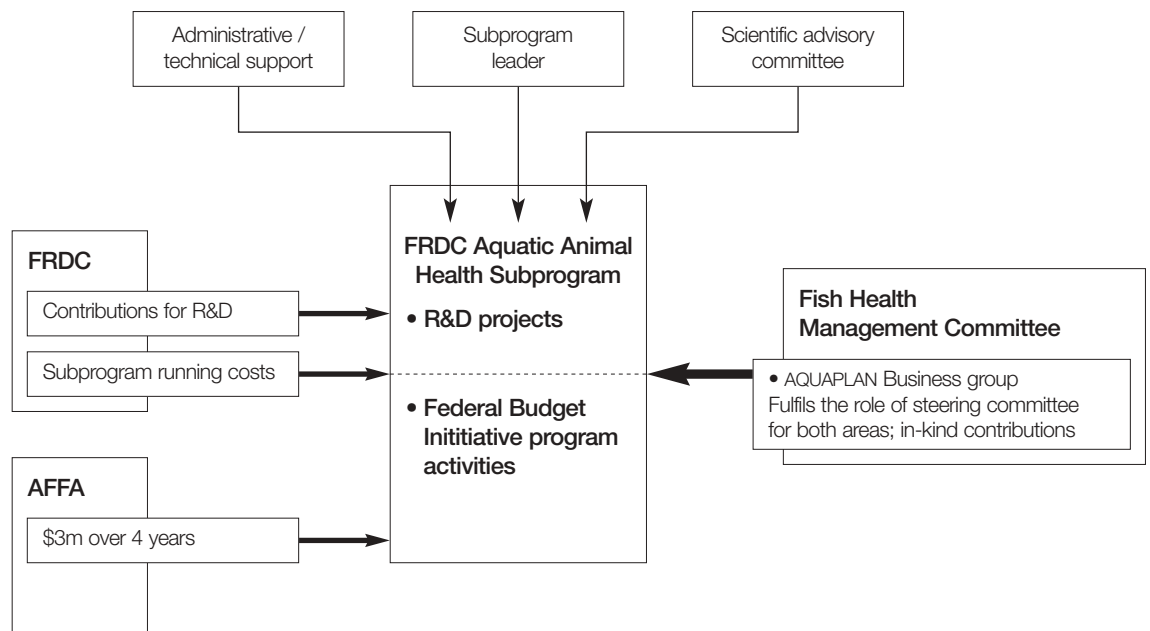 Administrative /
technical support
Subprogram
leader
Scientific advisory
committee
FRDC
Contributions for R&D
Subprogram running costs
AFFA
$3m over 4 years
FRDC Aquatic Animal
Health Subprogram
• R&D projects
• Federal Budget
Inititiative program
activities
Fish Health
Management Committee
• AQUAPLAN Business group
Fulfils the role of steering committee
for both areas; in-kind contributions